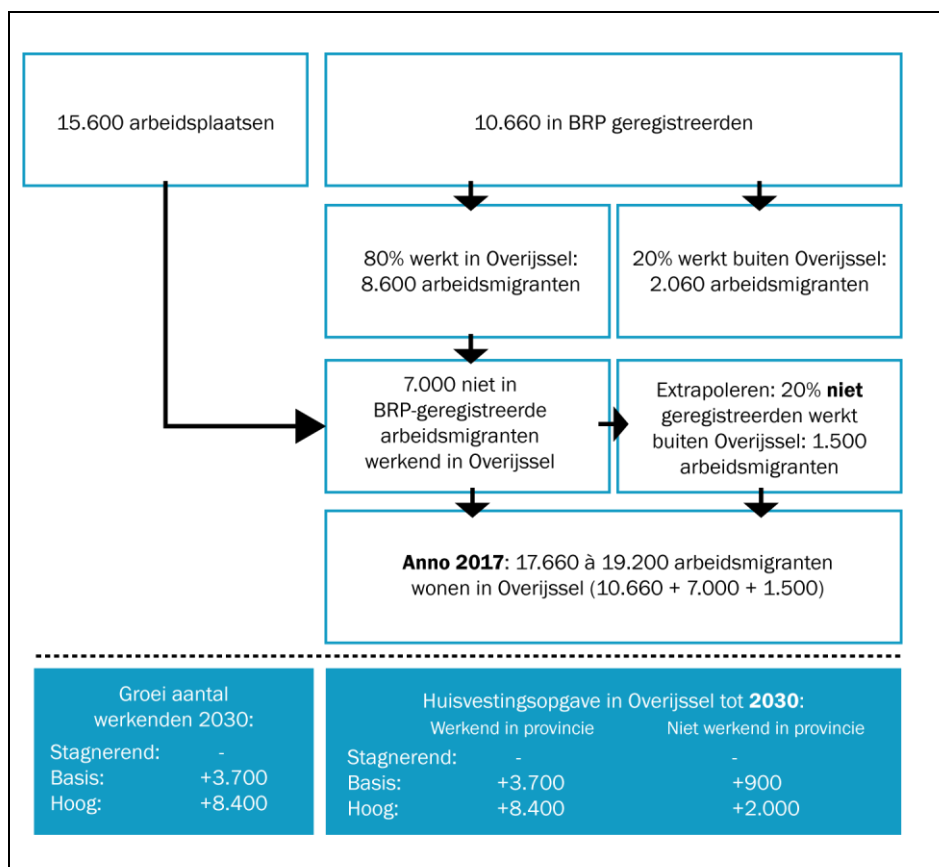 15.600 arbeidsplaatsen
10.660 in BRP geregistreerden
80% werkt in Overijssel:
8.600 arbeidsmigranten
20% werkt buiten Overijssel:
2.060 arbeidsmigranten
7.000 niet in
BRP-geregistreerde
arbeidsmigranten
werkend in Overijssel
Extrapoleren: 20% niet
geregistreerden werkt
buiten Overijssel: 1.500
arbeidsmigranten
Anno 2017: 17.660 à 19.200 arbeidsmigranten
wonen in Overijssel (10.660 + 7.000 + 1.500)
Groei aantal
werkenden 2030:
Stagnerend: -
Basis: +3.700
Hoog: +8.400
Huisvestingsopgave in Overijssel tot 2030:
Werkend in provincie Niet werkend in provincie
Stagnerend: - -
Basis: +3.700 +900
Hoog: +8.400 +2.000